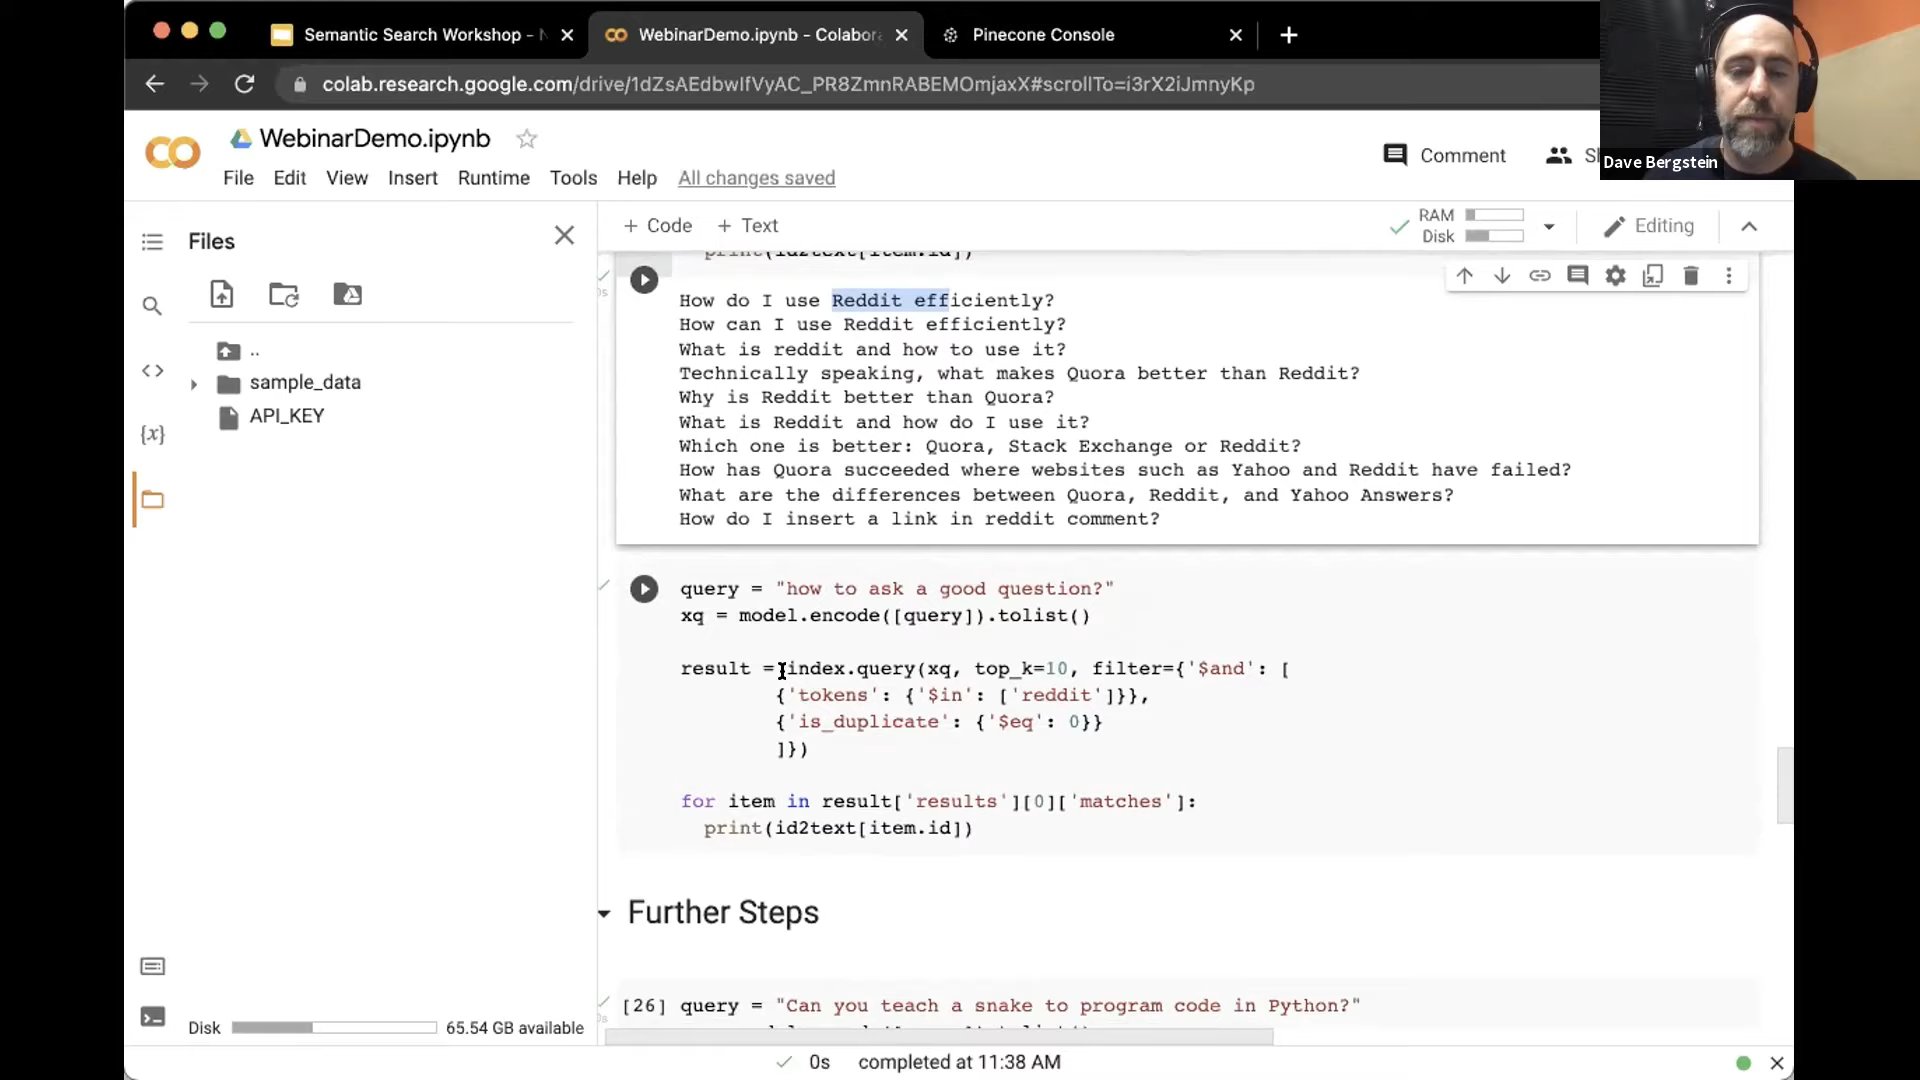 Semantic Search Workshop - N
WebinarDemo.ipynb - Colabora
Pinecone Console
colab.research.google.com/drive/1dZsAEdbwIfVyAC_PR8ZmnRABEMOmjaxX#scrollTo=i3rX2iJmnyKp
Dave Bergstein
WebinarDemo.ipynb
Comment
File Edit View Insert Runtime Tools Help All changes saved
Files
+ Code + Text
RAM
Disk
Editing
..
sample_data
API_KEY
{x}
print(id2text[item.id])
How do I use Reddit efficiently?
How can I use Reddit efficiently?
What is reddit and how to use it?
Technically speaking, what makes Quora better than Reddit?
Why is Reddit better than Quora?
What is Reddit and how do I use it?
Which one is better: Quora, Stack Exchange or Reddit?
How has Quora succeeded where websites such as Yahoo and Reddit have failed?
What are the differences between Quora, Reddit, and Yahoo Answers?
How do I insert a link in reddit comment?
query = "how to ask a good question?"
xq = model.encode([query]).tolist()
result = index.query(xq, top_k=10, filter={'$and': [
{'tokens': {'$in': ['reddit']}},
{'is_duplicate': {'$eq': 0}}
]})
for item in result['results'][0]['matches']:
print(id2text[item.id])
Further Steps
[26] query = "Can you teach a snake to program code in Python?"
Disk 65.54 GB available
0s completed at 11:38 AM